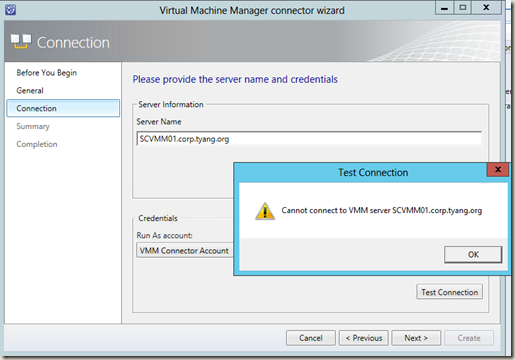 Virtual Machine Manager connector wizard
Connection
Before You Begin
General
Connection
Summary
Completion
Please provide the server name and credentials
Server Information
Server Name
SCVMM01.corp.tyang.org
Test Connection
x
Cannot connect to VMM server SCVMM01.corp.tyang.org
OK
Credentials
Run As account:
VMM Connector Account
Test Connection
Cancel
< Previous
Next >
Create